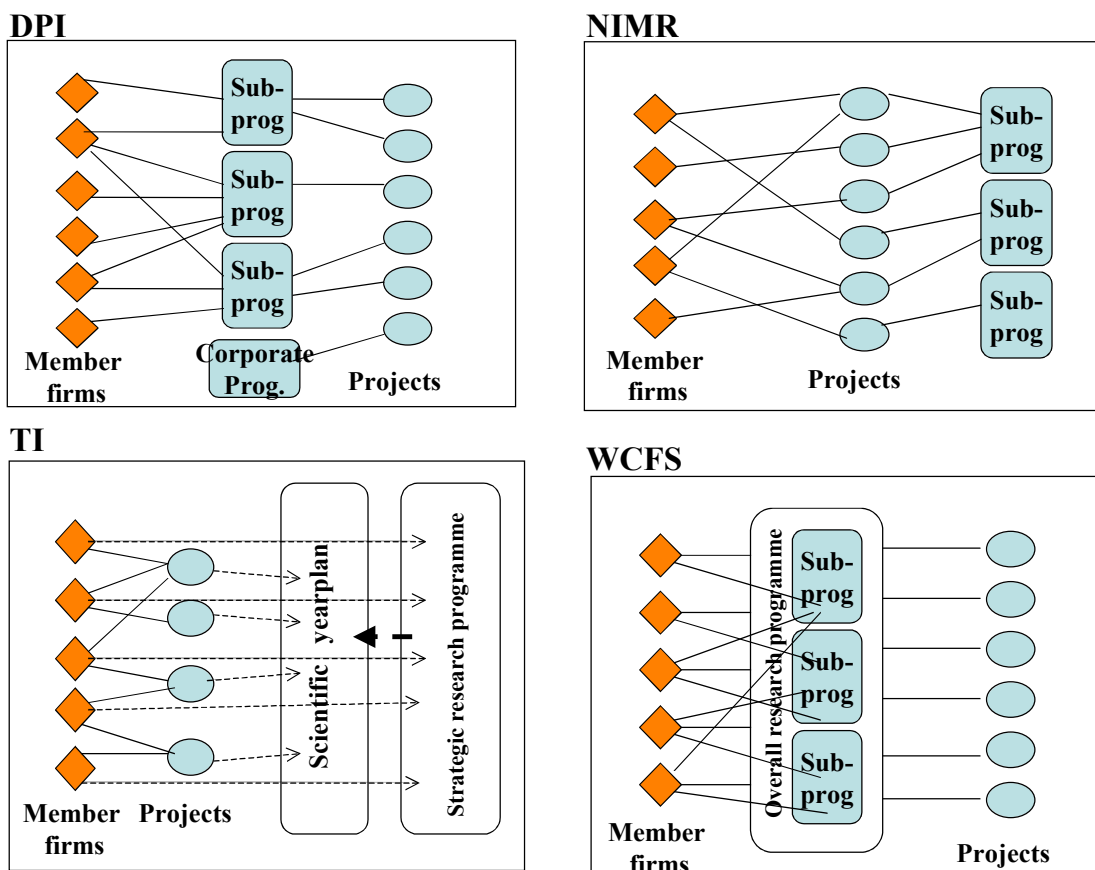 DPI
Sub-
prog
Sub-
prog
Sub-
prog
Corporate
Prog.
Member
firms
Projects
NIMR
Sub-
prog
Sub-
prog
Sub-
prog
Member
firms
Projects
TI
Scientific yearplan
Strategic research programme
Member
firms
Projects
WCFS
Overall research programme
Sub-
prog
Sub-
prog
Sub-
prog
Member
firms
Projects